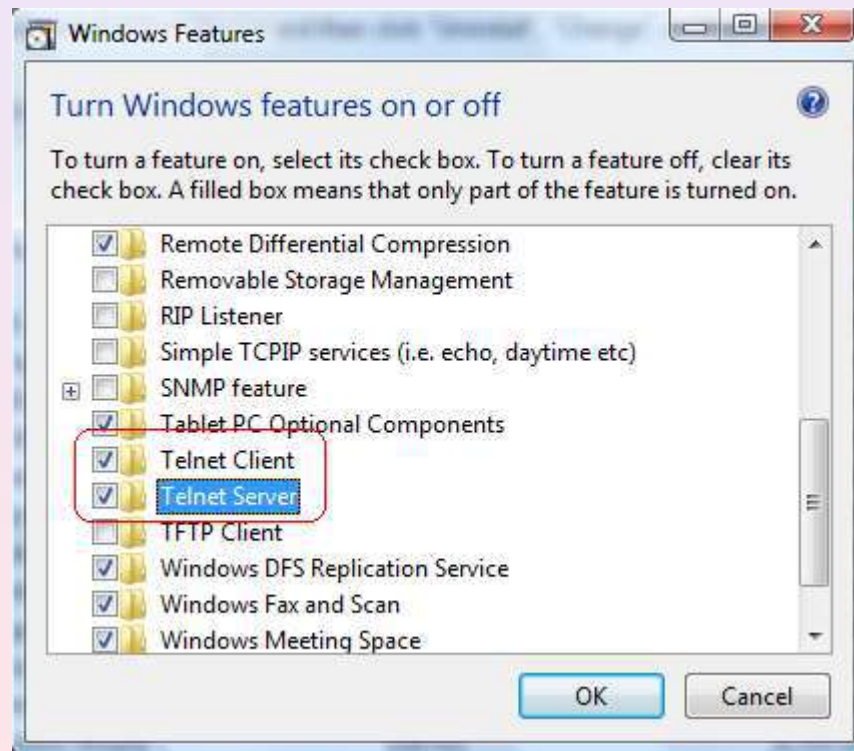 Windows Features
Turn Windows features on or off
To turn a feature on, select its check box. To turn a feature off, clear its
check box. A filled box means that only part of the feature is turned on.
Remote Differential Compression
Removable Storage Management
RIP Listener
Simple TCPIP services (i.e. echo, daytime etc)
SNMP feature
Tablet PC Optional Components
Telnet Client
Telnet Server
TFTP Client
Windows DFS Replication Service
Windows Fax and Scan
Windows Meeting Space
OK Cancel